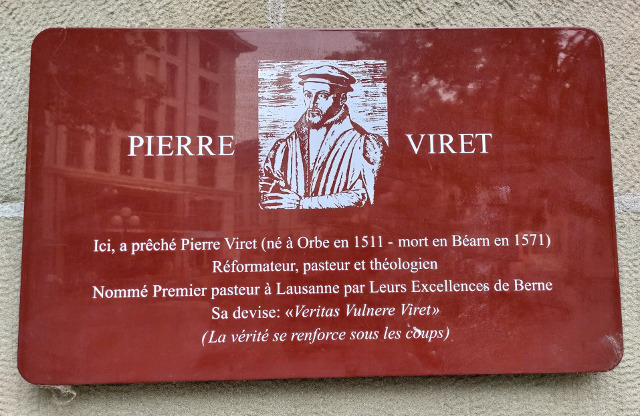 PIERRE VIRET
Ici, a prêché Pierre Viret (né à Orbe en 1511 - mort en Béarn en 1571)
Réformateur, pasteur et théologien
Nommé Premier pasteur à Lausanne par Leurs Excellences de Berne
Sa devise: «Veritas Vulnere Viret»
(La vérité se renforce sous les coups)